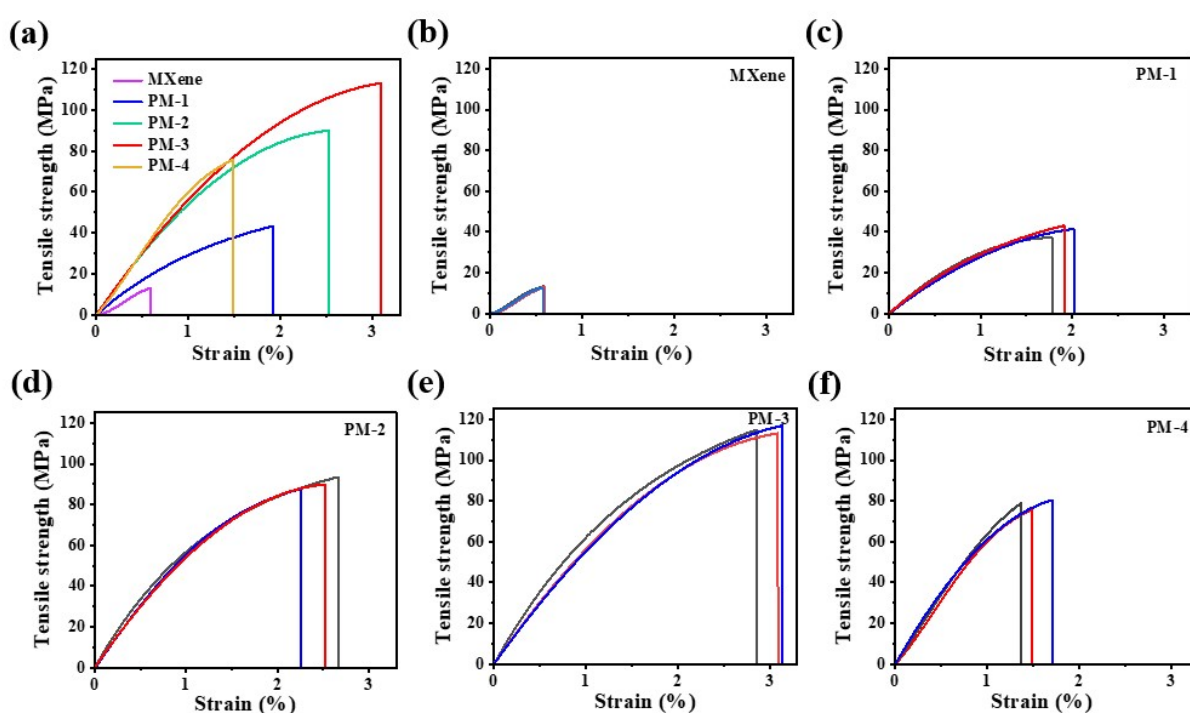 (a)
120
100
80
60
40
20
0
Tensile strength (MPa)
MXene
PM-1
PM-2
PM-3
PM-4
0 1 2 3
Strain (%)
(b)
120
100
80
60
40
20
0
Tensile strength (MPa)
MXene
0 1 2 3
Strain (%)
(c)
120
100
80
60
40
20
0
Tensile strength (MPa)
PM-1
0 1 2 3
Strain (%)
(d)
120
100
80
60
40
20
0
Tensile strength (MPa)
PM-2
0 1 2 3
Strain (%)
(e)
120
100
80
60
40
20
0
Tensile strength (MPa)
PM-3
0 1 2 3
Strain (%)
(f)
120
100
80
60
40
20
0
Tensile strength (MPa)
PM-4
0 1 2 3
Strain (%)